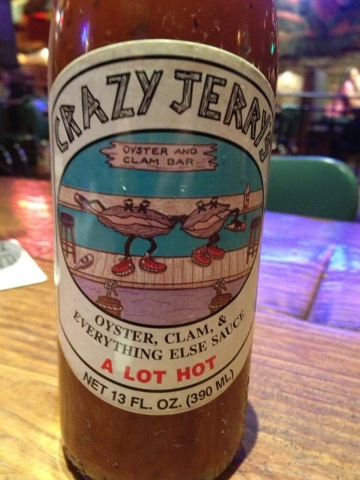 CRAZY JERRY'S
OYSTER AND
CLAM BAR
OYSTER, CLAM, &
EVERYTHING ELSE SAUCE
A LOT HOT
NET 13 FL. OZ. (390 ML)